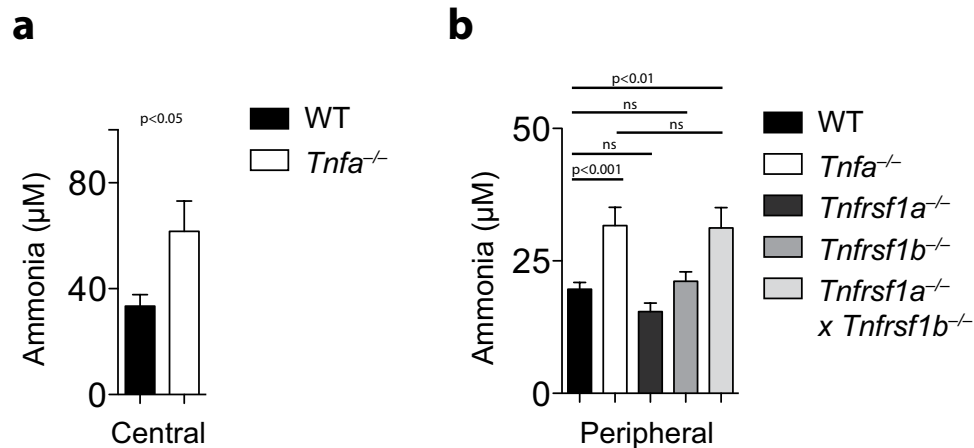 a
p<0.05
80
40
0
Ammonia (µM)
Central
WT
Tnfa–/–
b
p<0.01
ns
ns
ns
p<0.001
50
25
0
Ammonia (µM)
Peripheral
WT
Tnfa–/–
Tnfrsf1a–/–
Tnfrsf1b–/–
Tnfrsf1a–/–
x Tnfrsf1b–/–